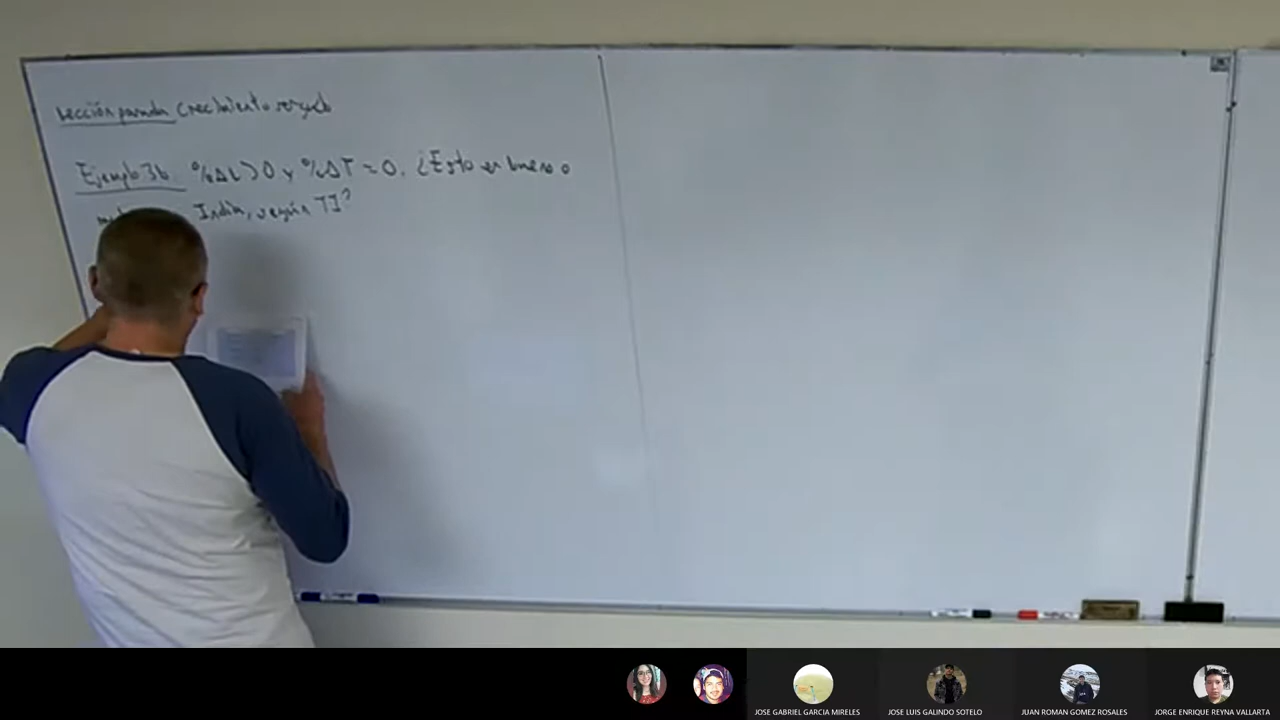 Lección pasada Crecimiento sesgado
Ejemplo 3b. %ΔL>0 y %ΔT=0. ¿Esto es bueno o
India, según TI?
JOSE GABRIEL GARCIA MIRELES
JOSE LUIS GALINDO SOTELO
JUAN ROMAN GOMEZ ROSALES
JORGE ENRIQUE REYNA VALLARTA